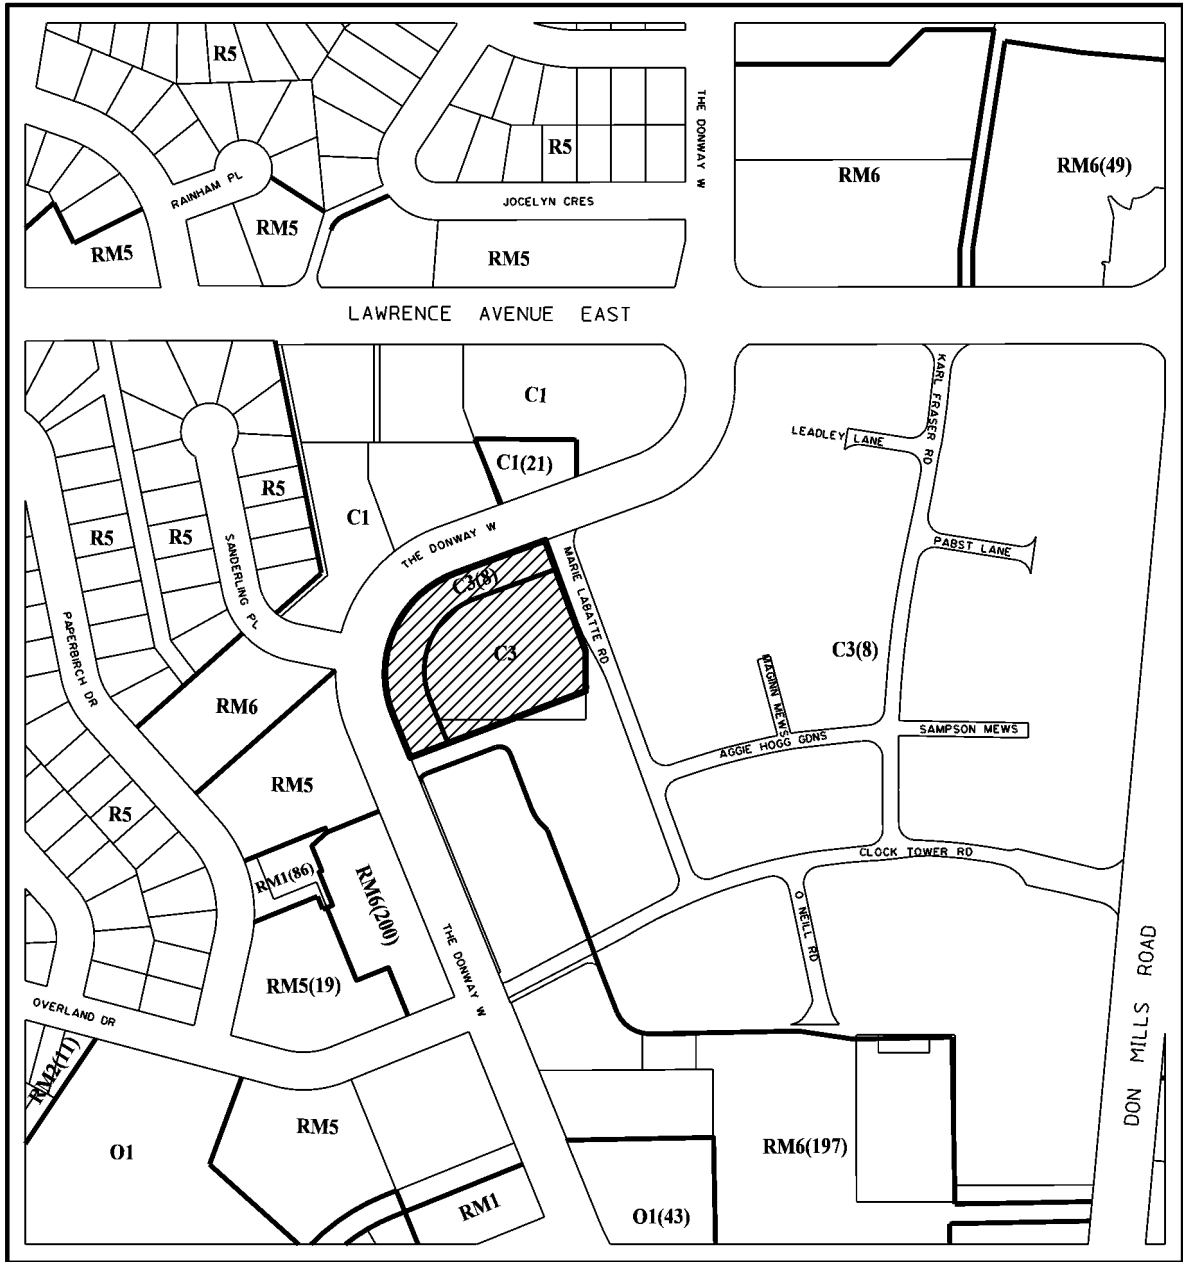 R5
THE DONWAY W
R5
RM6
RM6(49)
RAINHAM PL
JOCELYN CRES
RM5
RM5
RM5
LAWRENCE AVENUE EAST
KARL FRASER RD
C1
LEADLEY LANE
C1(21)
R5
C1
R5
R5
SANDERLING PL
THE DONWAY W
PABST LANE
MARIE LABATTE RD
C3(8)
PAPERBIRCH DR
C3
C3(8)
MAGINN MEWS
RM6
SAMPSON MEWS
AGGIE HOGG GDNS
RM5
R5
CLOCK TOWER RD
RM1(86)
RM6(200)
O NEILL RD
THE DONWAY W
DON MILLS ROAD
RM5(19)
OVERLAND DR
RM2(11)
RM5
O1
RM6(197)
RM1
O1(43)